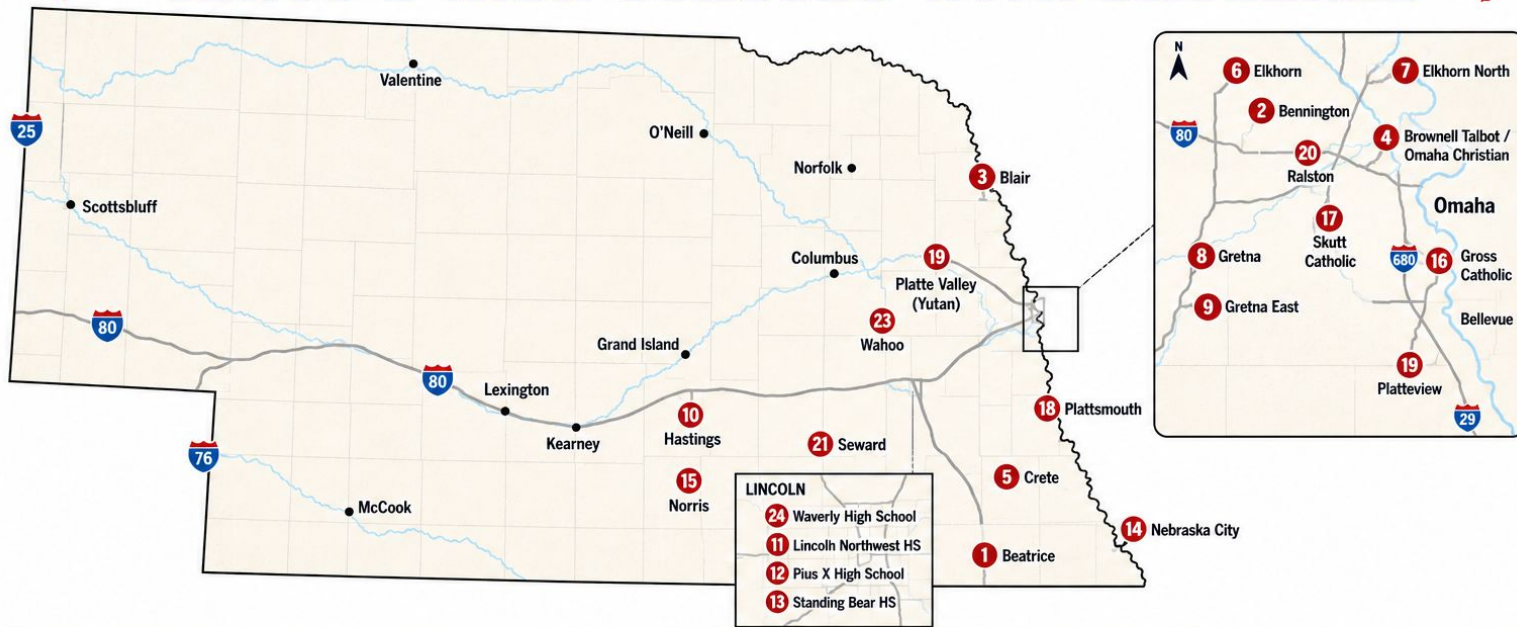 Valentine
25
O'Neill
Norfolk
3 Blair
Scottsbluff
Columbus
19
Platte Valley
(Yutan)
80
23
Wahoo
Grand Island
80
Lexington
10
Hastings
Kearney
18 Plattsmouth
21 Seward
76
15
Norris
5 Crete
McCook
14 Nebraska City
1 Beatrice
LINCOLN
24 Waverly High School
11 Lincolh Northwest HS
12 Pius X High School
13 Standing Bear HS
N
6 Elkhorn
7 Elkhorn North
2 Bennington
80
4 Brownell Talbot /
Omaha Christian
20
Ralston
Omaha
17
Skutt
Catholic
8 Gretna
680
16 Gross
Catholic
9 Gretna East
Bellevue
19
Platteview
29